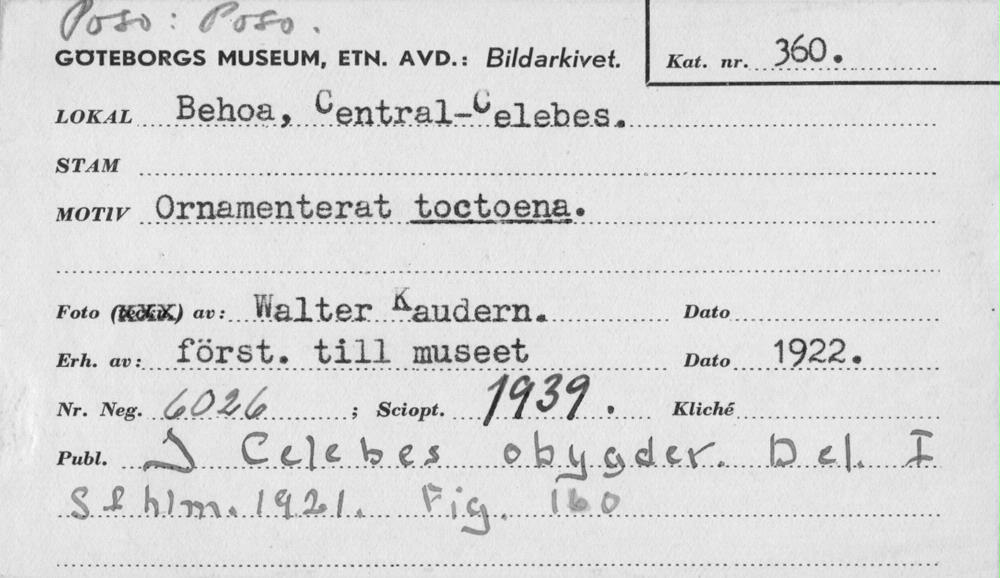 Poso: Poso.
GÖTEBORGS MUSEUM, ETN. AVD.: Bildarkivet.
Kat. nr. 360.
LOKAL Behoa, Central-Celebes.
STAM
MOTIV Ornamenterat toctoena.
Foto (teckn.) av: Walter Kaudern. Dato
Erh. av: först. till museet Dato 1922.
Nr. Neg. 6026 ; Sciopt. 1939. Kliché
Publ. I Celebes obygder. Del. I
Sthlm. 1921. Fig. 160